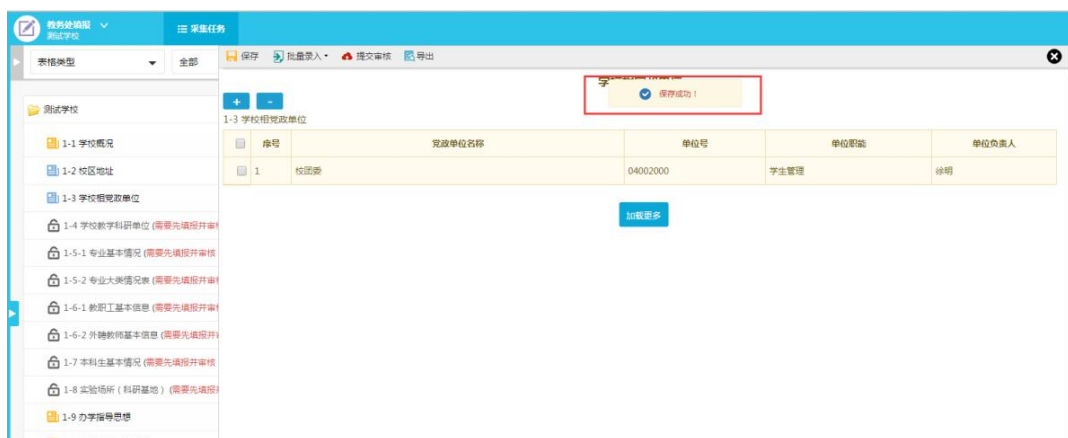 教务处填报
测试学校
采集任务
表格类型
全部
保存 批量录入 提交审核 导出
保存成功！
测试学校
+ -
1-3 学校相党政单位
序号 党政单位名称 单位号 单位职能 单位负责人
1 校团委 04002000 学生管理 徐明
加载更多
1-1 学校概况
1-2 校区地址
1-3 学校相党政单位
1-4 学校教学科研单位 (需要先填报并审
1-5-1 专业基本情况 (需要先填报并审核
1-5-2 专业大类情况表 (需要先填报并审
1-6-1 教职工基本信息 (需要先填报并审
1-6-2 外聘教师基本信息 (需要先填报并
1-7 本科生基本情况 (需要先填报并审核
1-8 实验场所（科研基地）(需要先填报
1-9 办学指导思想